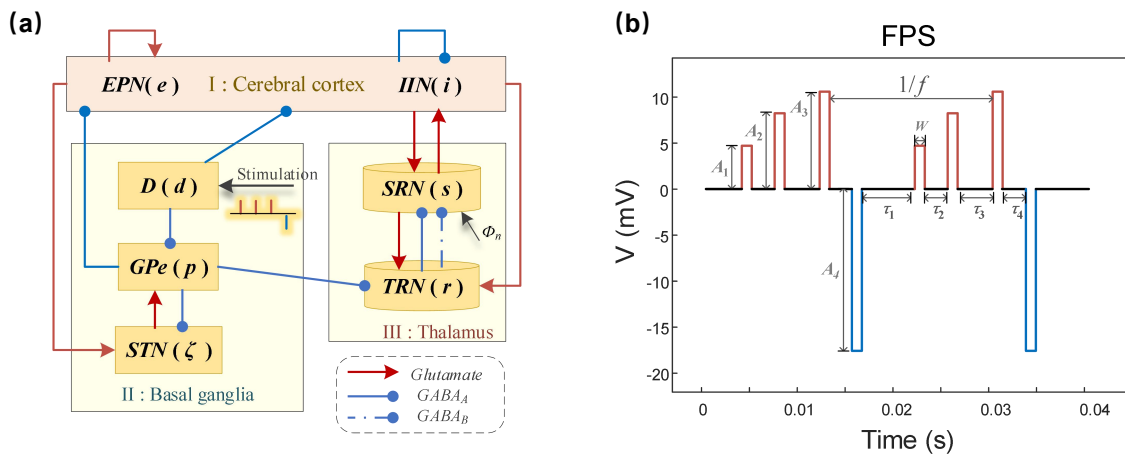 (a)
EPN(e)
I : Cerebral cortex
IIN(i)
D(d)
Stimulation
GPe(p)
STN(ζ)
II : Basal ganglia
SRN(s)
Φn
TRN(r)
III : Thalamus
Glutamate
GABAA
GABAB
(b)
FPS
V (mV)
10
5
0
-5
-10
-15
-20
A1
A2
A3
A4
1/f
W
τ1
τ2
τ3
τ4
0
0.01
0.02
0.03
0.04
Time (s)